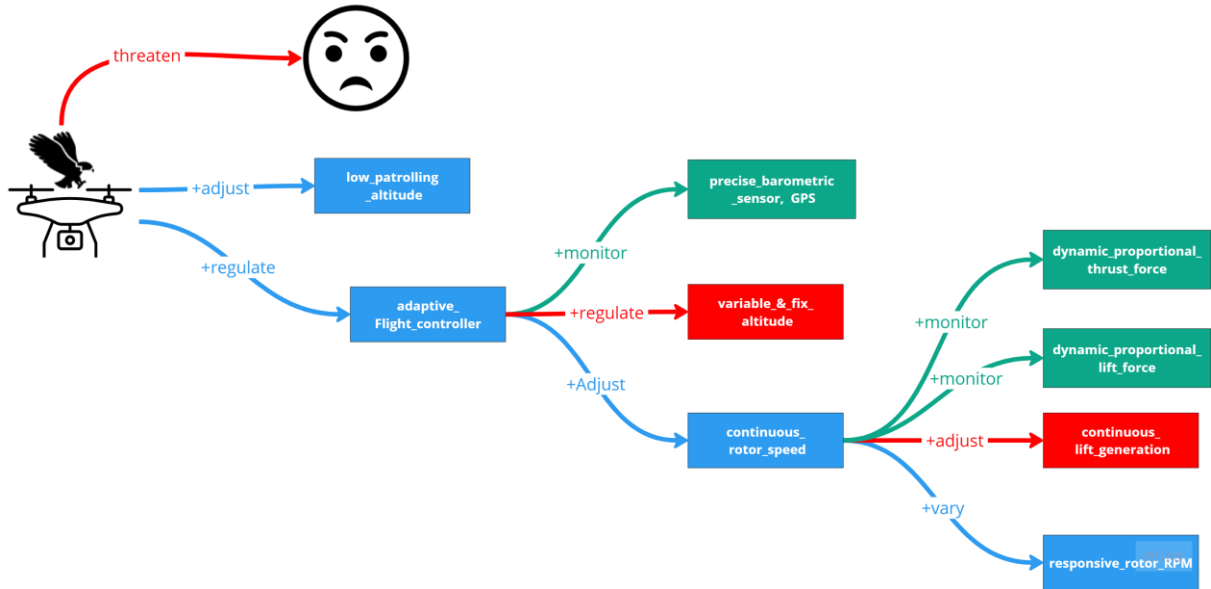 threaten
low_patrolling
_altitude
+adjust
precise_barometric
_sensor, GPS
+monitor
+regulate
dynamic_proportional_
thrust_force
adaptive_
Flight_controller
+regulate
variable_&_fix_
altitude
+monitor
dynamic_proportional_
lift_force
+monitor
+Adjust
continuous_
rotor_speed
+adjust
continuous_
lift_generation
+vary
responsive_rotor_RPM